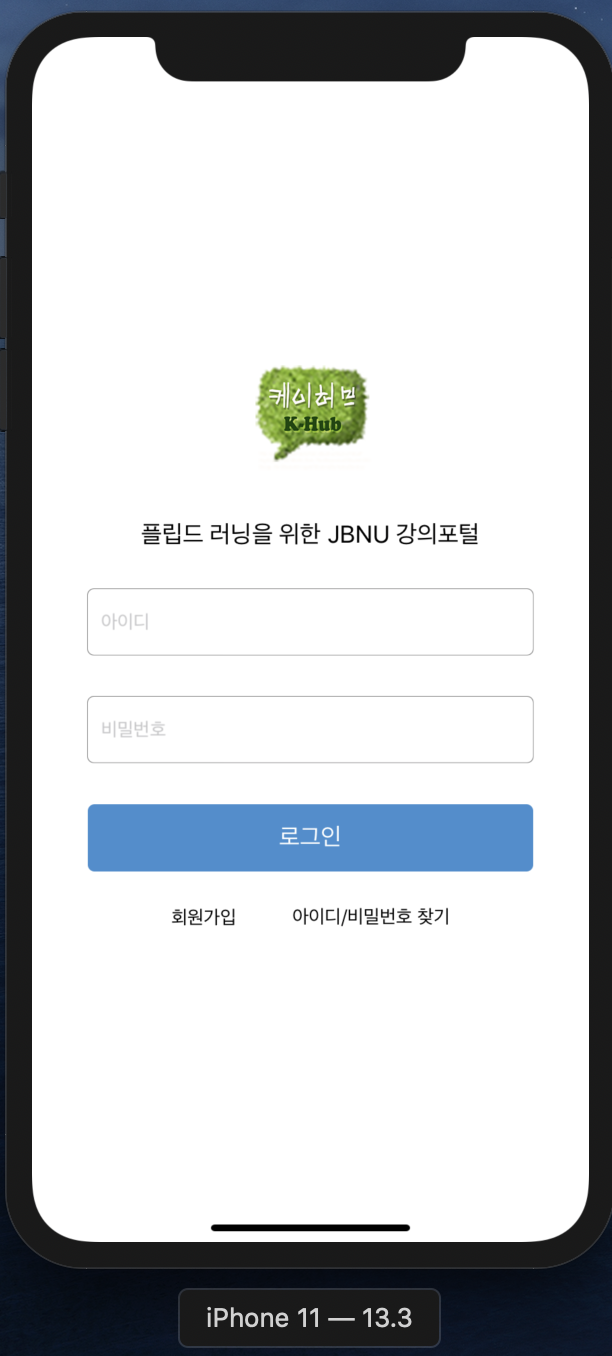 케이허브
K-Hub
플립드 러닝을 위한 JBNU 강의포털
아이디
비밀번호
로그인
회원가입 아이디/비밀번호 찾기
iPhone 11 — 13.3